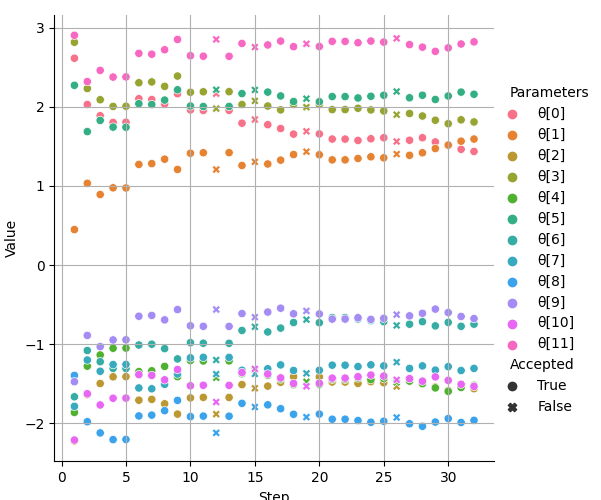 3
2
1
0
−1
−2
Value
0
5
10
15
20
25
30
Step
Parameters
θ[0]
θ[1]
θ[2]
θ[3]
θ[4]
θ[5]
θ[6]
θ[7]
θ[8]
θ[9]
θ[10]
θ[11]
Accepted
True
False